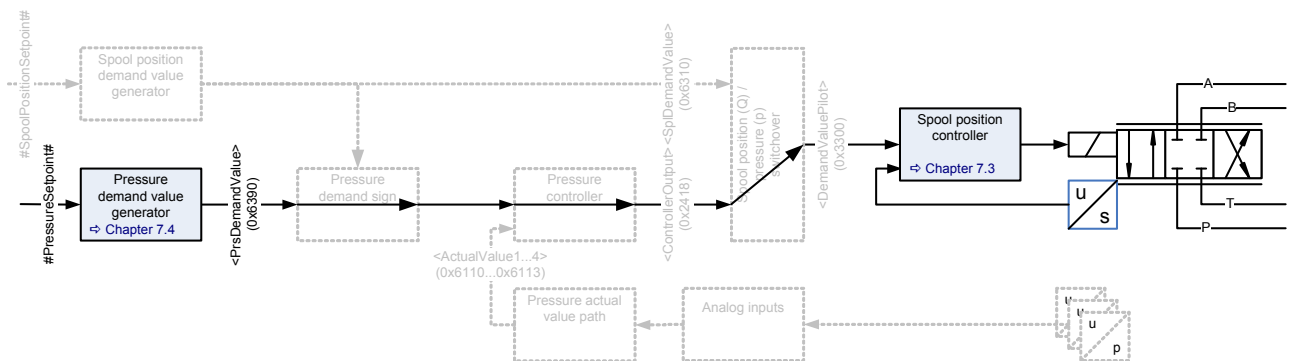 #SpoolPositionSetpoint#
Spool position
demand value
generator
<SplDemandValue>
(0x6310)
Spool position (Q) /
pressure (p)
switchover
<DemandValuePilot>
(0x3300)
Spool position
controller
⇨ Chapter 7.3
A
B
T
P
u
s
#PressureSetpoint#
Pressure
demand value
generator
⇨ Chapter 7.4
<PrsDemandValue>
(0x6390)
Pressure
demand sign
Pressure
controller
<ControllerOutput>
(0x2418)
<ActualValue1...4>
(0x6110...0x6113)
Pressure actual
value path
Analog inputs
u
u
u
p